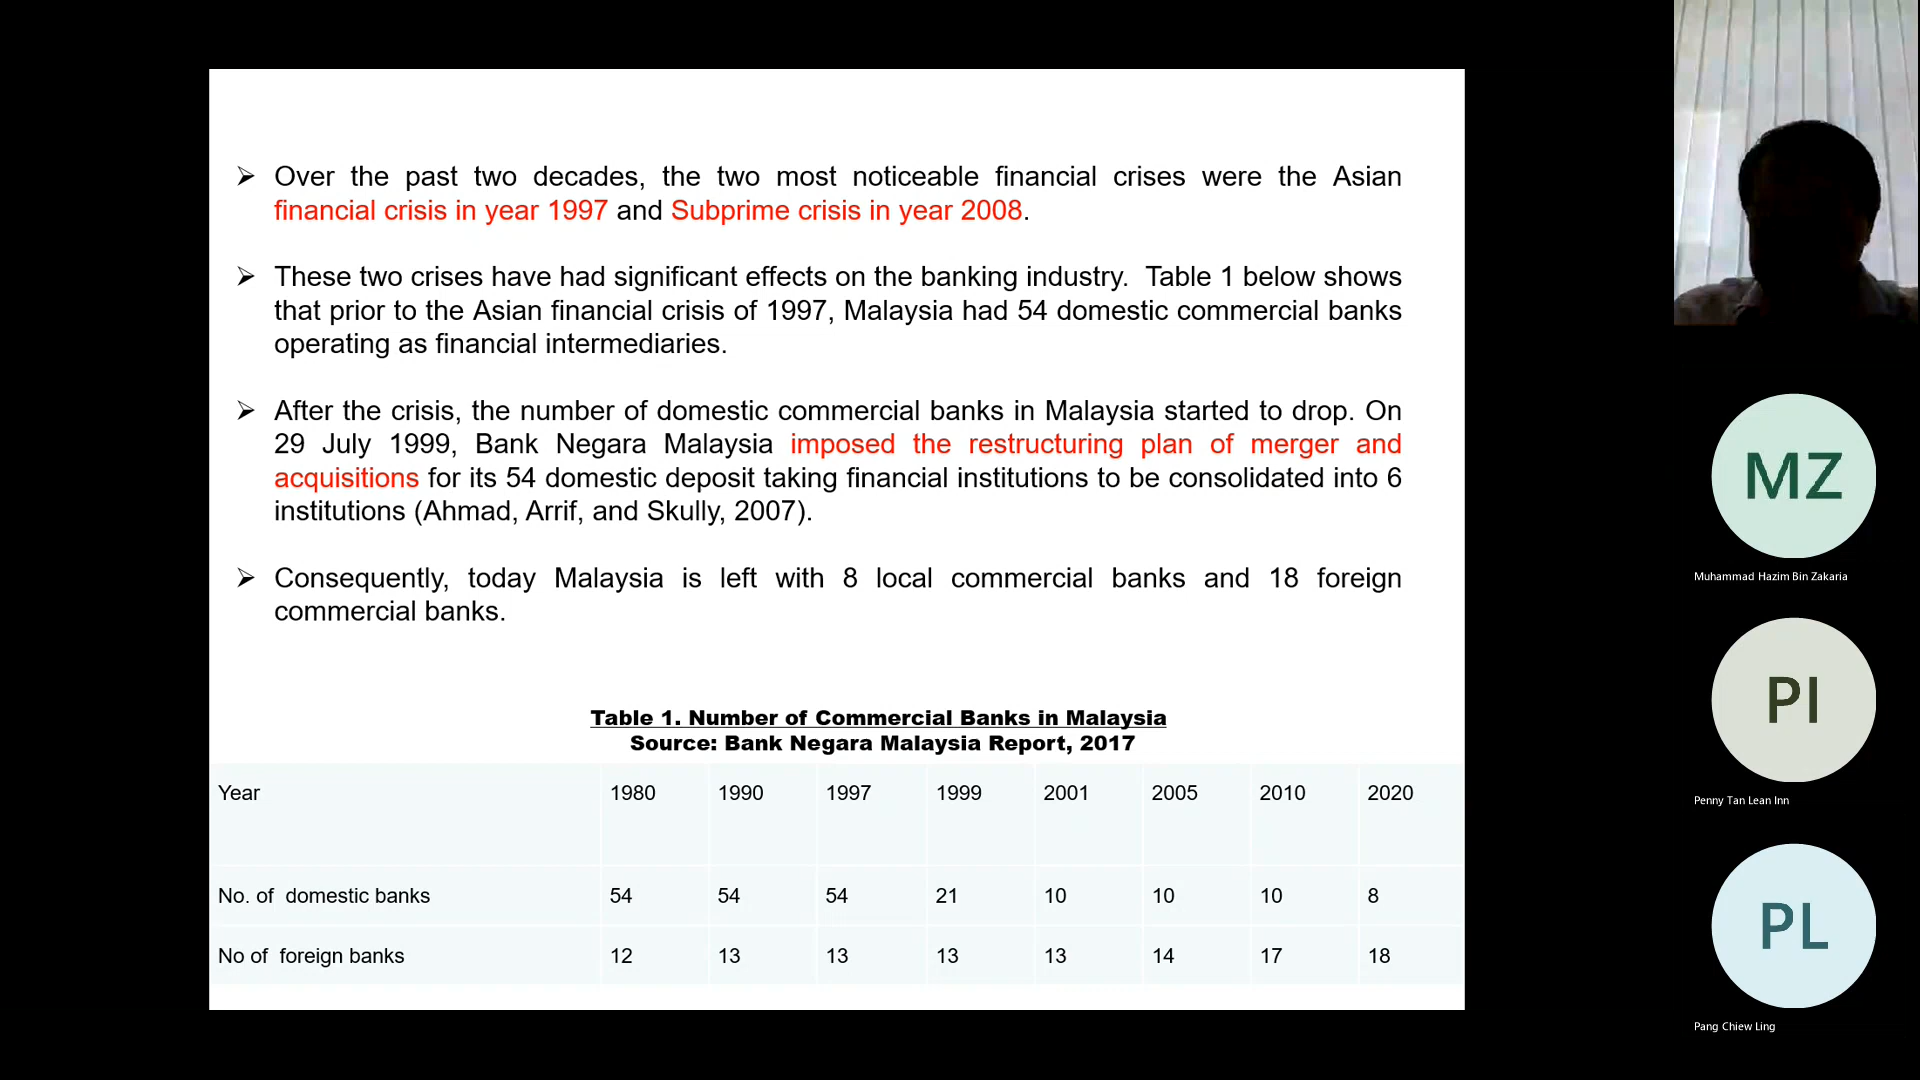 Over the past two decades, the two most noticeable financial crises were the Asian
financial crisis in year 1997 and Subprime crisis in year 2008.
These two crises have had significant effects on the banking industry.  Table 1 below shows
that prior to the Asian financial crisis of 1997, Malaysia had 54 domestic commercial banks
operating as financial intermediaries.
After the crisis, the number of domestic commercial banks in Malaysia started to drop. On
29 July 1999, Bank Negara Malaysia imposed the restructuring plan of merger and
acquisitions for its 54 domestic deposit taking financial institutions to be consolidated into 6
institutions (Ahmad, Arrif, and Skully, 2007).
Consequently, today Malaysia is left with 8 local commercial banks and 18 foreign
commercial banks.
Table 1. Number of Commercial Banks in Malaysia
Source: Bank Negara Malaysia Report, 2017
Year 1980 1990 1997 1999 2001 2005 2010 2020
No. of  domestic banks 54 54 54 21 10 10 10 8
No of  foreign banks 12 13 13 13 13 14 17 18
MZ
Muhammad Hazim Bin Zakaria
PI
Penny Tan Lean Inn
PL
Pang Chiew Ling